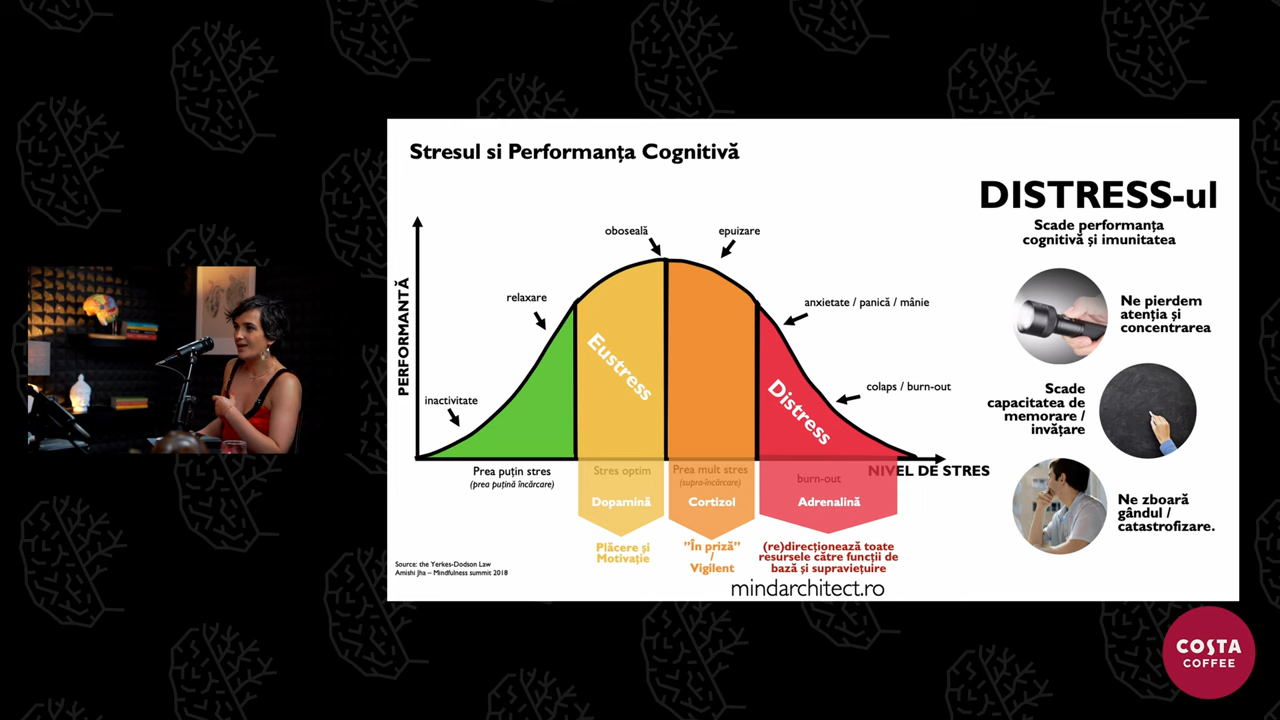 Stresul si Performanța Cognitivă
DISTRESS-ul
Scade performanța
cognitivă și imunitatea
PERFORMANTĂ
inactivitate
relaxare
oboseală
epuizare
anxietate / panică / mânie
colaps / burn-out
Eustress
Distress
NIVEL DE STRES
Prea puțin stres
(prea puțină încărcare)
Stres optim
Prea mult stres
(supra-încărcare)
burn-out
Dopamină
Cortizol
Adrenalină
Plăcere și
Motivație
”În priză”
/
Vigilent
(re)direcționează toate
resursele către funcții de
bază și supraviețuire
Ne pierdem
atenția și
concentrarea
Scade
capacitatea de
memorare /
invățare
Ne zboară
gândul /
catastrofizare.
Source: the Yerkes-Dodson Law
Amishi Jha – Mindfulness summit 2018
mindarchitect.ro
COSTA
COFFEE